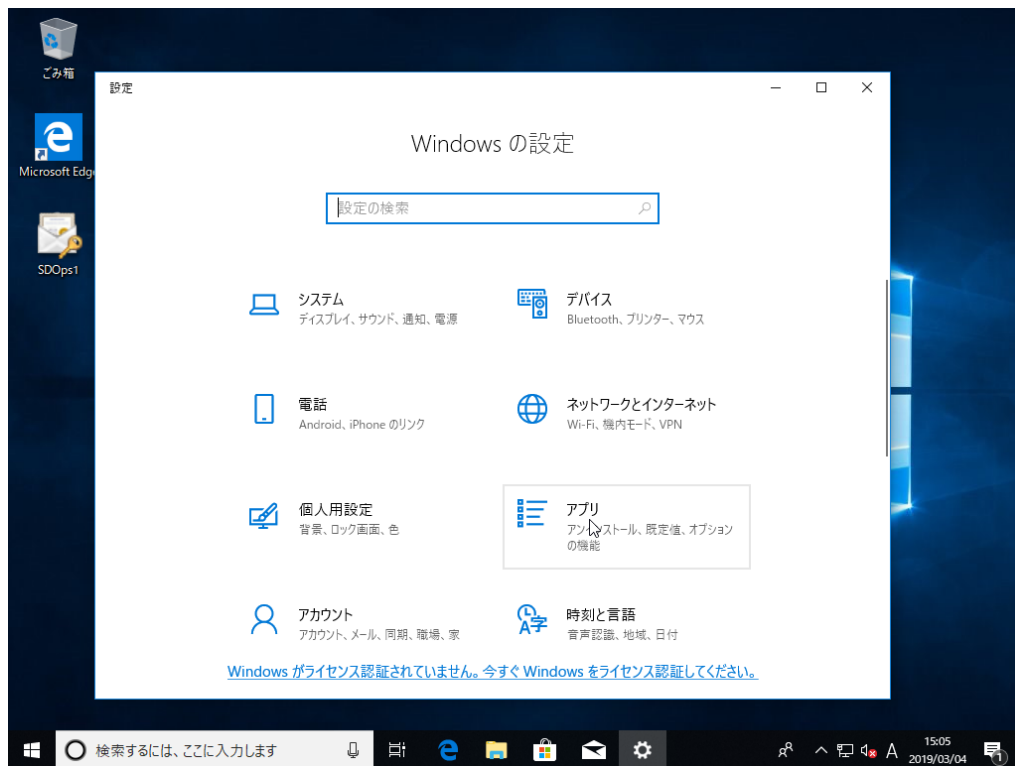 ごみ箱
Microsoft Edg
SDOps1
設定
Windows の設定
設定の検索
システム
ディスプレイ、サウンド、通知、電源
デバイス
Bluetooth、プリンター、マウス
電話
Android、iPhone のリンク
ネットワークとインターネット
Wi-Fi、機内モード、VPN
個人用設定
背景、ロック画面、色
アプリ
アンインストール、既定値、オプション
の機能
アカウント
アカウント、メール、同期、職場、家
時刻と言語
音声認識、地域、日付
Windows がライセンス認証されていません。今すぐ Windows をライセンス認証してください。
検索するには、ここに入力します
A
15:05
2019/03/04
1